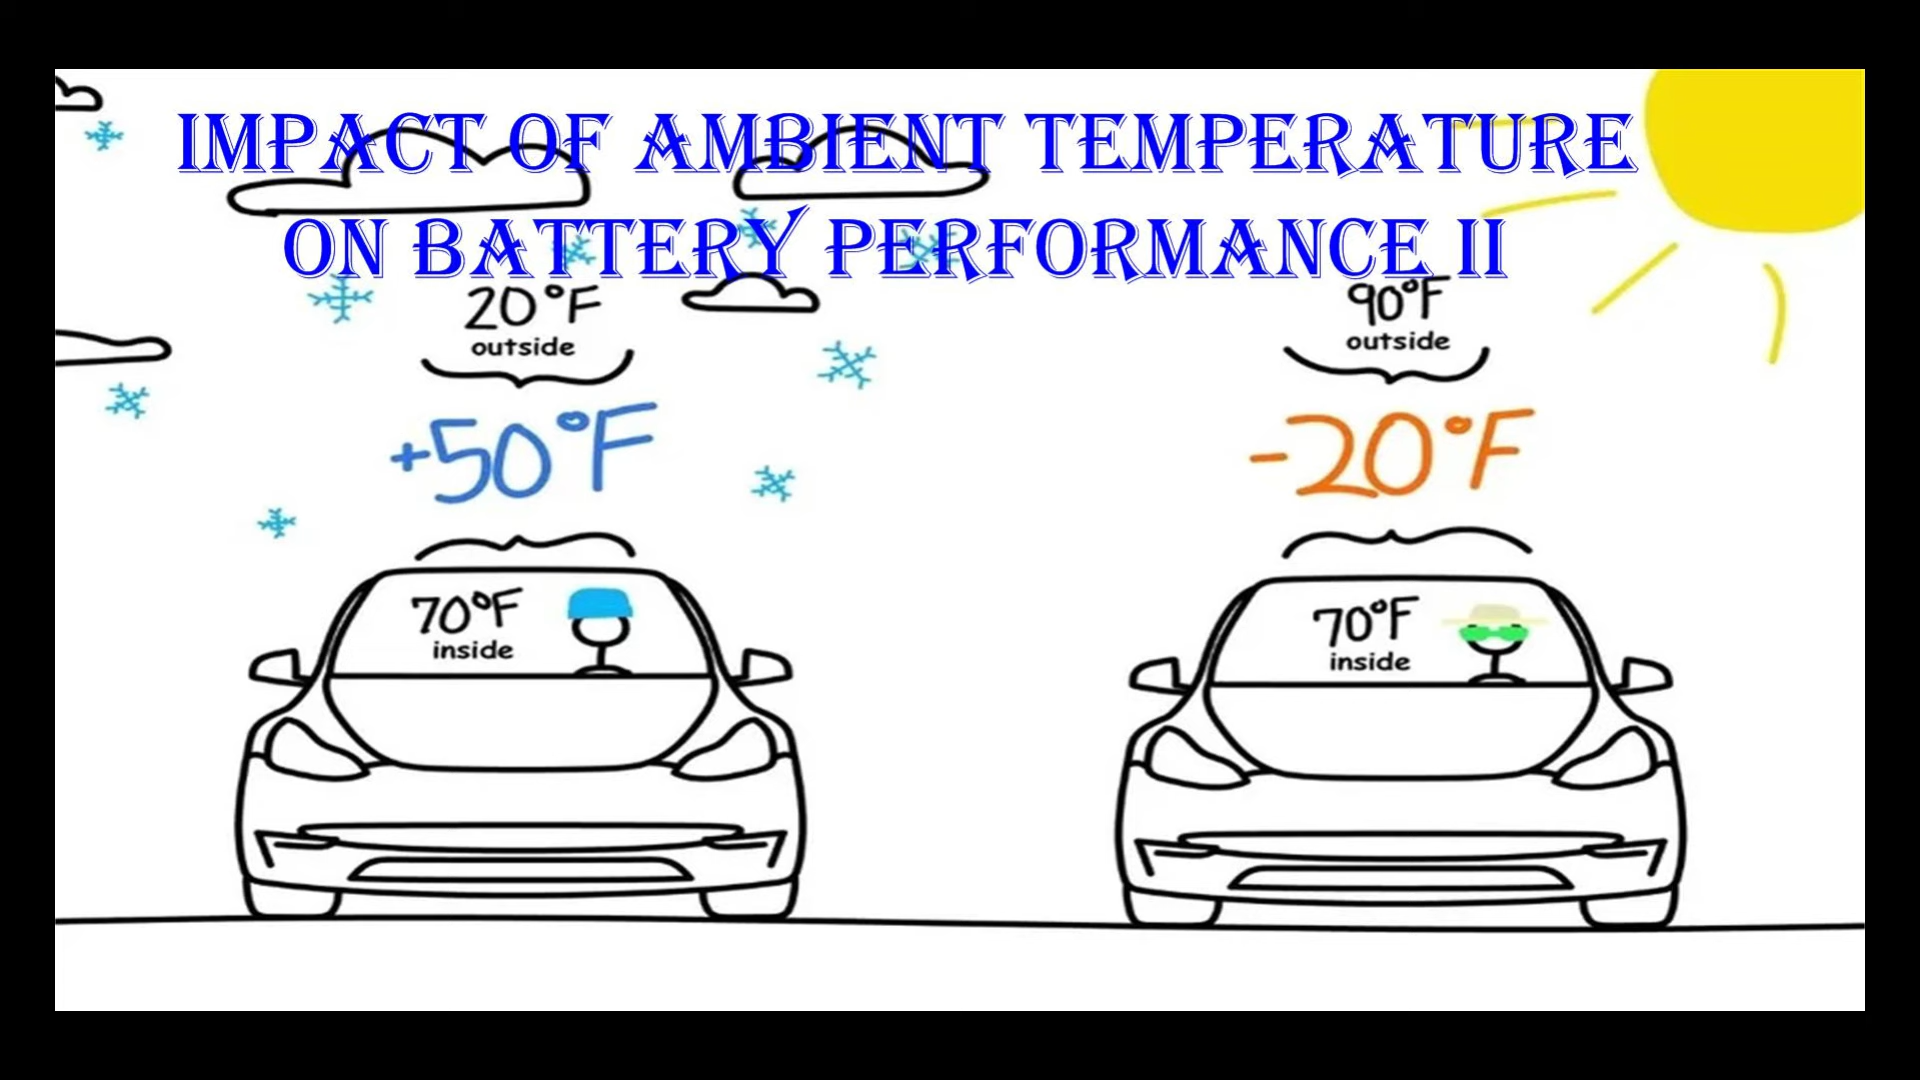 IMPACT OF AMBIENT TEMPERATURE
ON BATTERY PERFORMANCE II
20°F
outside
+50°F
70°F
inside
90°F
outside
-20°F
70°F
inside